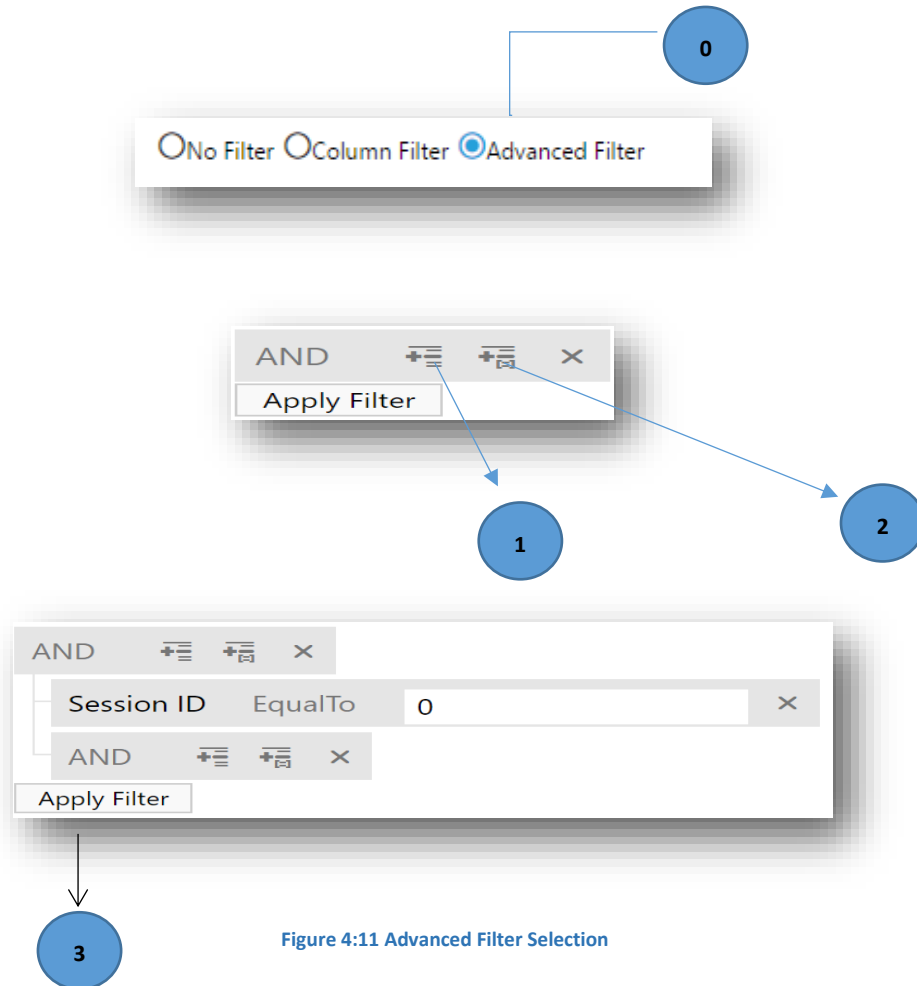 0
No Filter Column Filter Advanced Filter
AND
Apply Filter
1
2
AND
Session ID EqualTo 0
AND
Apply Filter
3
Figure 4:11 Advanced Filter Selection